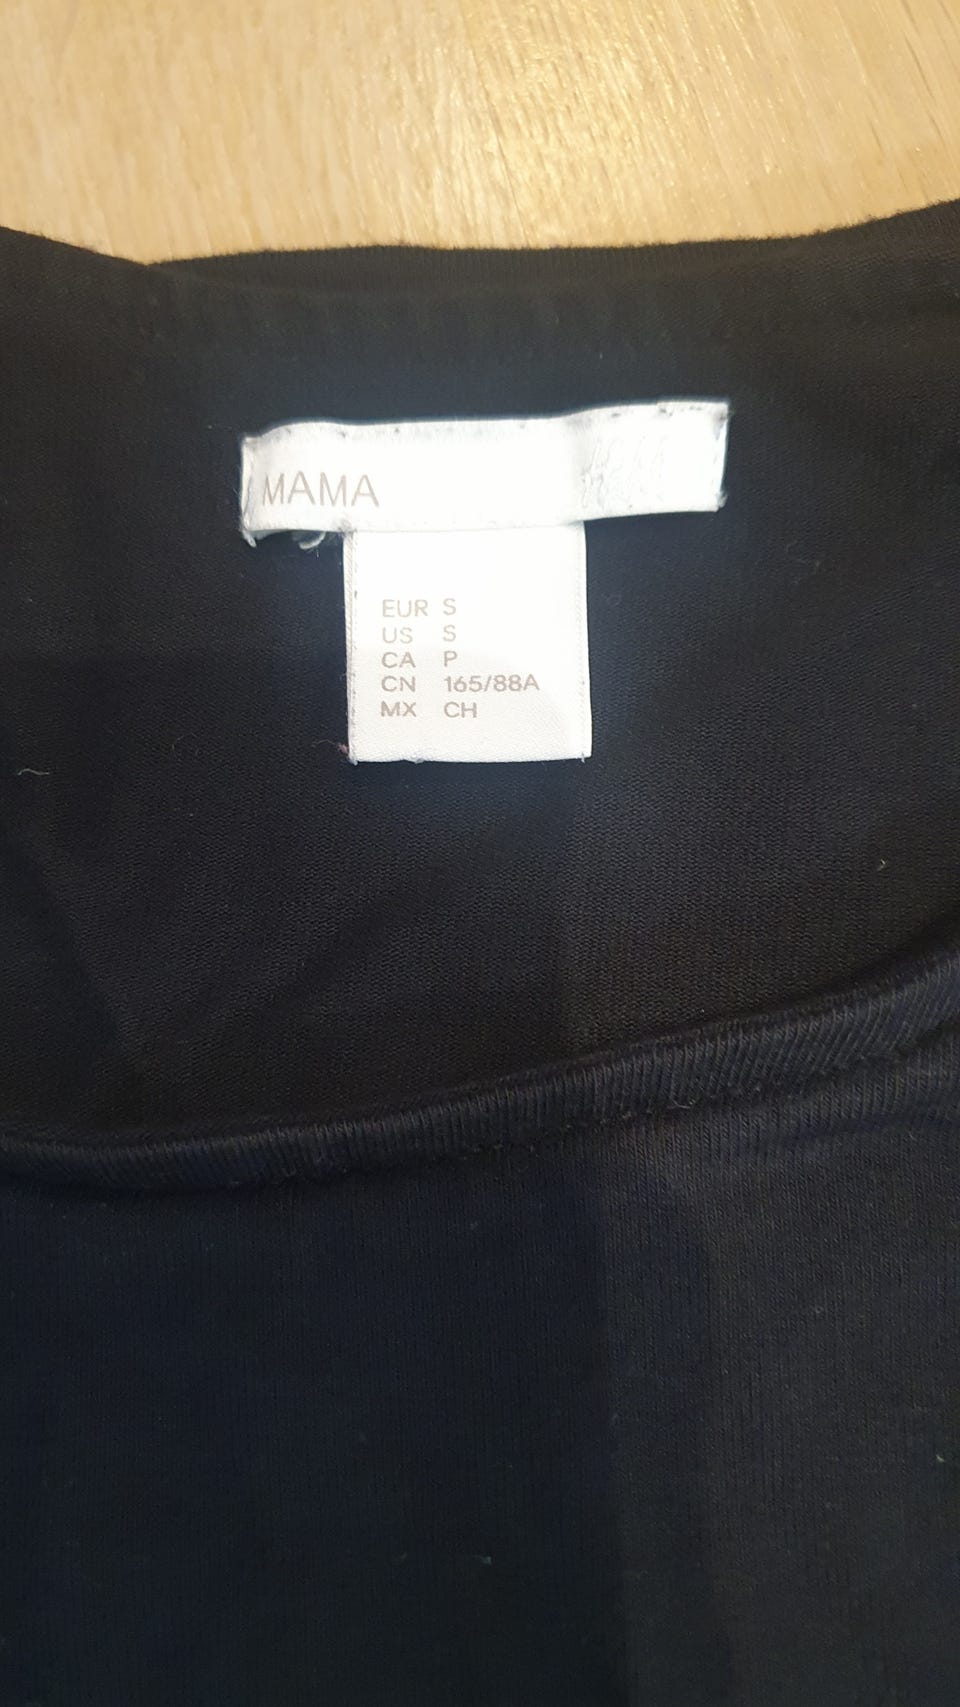 MAMA
EUR S
US S
CA P
CN 165/88A
MX CH